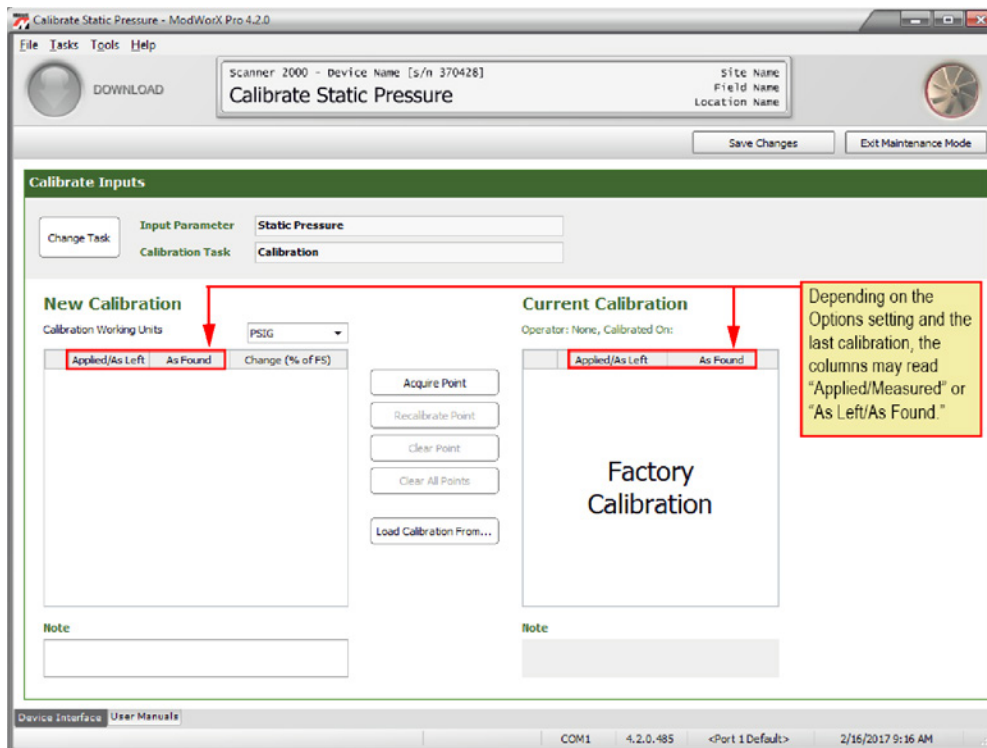 Calibrate Static Pressure - ModWorX Pro 4.2.0
File Tasks Tools Help
DOWNLOAD
Scanner 2000 - Device Name [s/n 370428]
Calibrate Static Pressure
Site Name
Field Name
Location Name
Save Changes
Exit Maintenance Mode
Calibrate Inputs
Change Task
Input Parameter
Static Pressure
Calibration Task
Calibration
New Calibration
Calibration Working Units
PSIG
Applied/As Left As Found Change (% of FS)
Acquire Point
Recalibrate Point
Clear Point
Clear All Points
Load Calibration From...
Note
Current Calibration
Operator: None, Calibrated On:
Applied/As Left As Found
Factory
Calibration
Note
Depending on the
Options setting and the
last calibration, the
columns may read
“Applied/Measured” or
“As Left/As Found.”
Device Interface User Manuals
COM1 4.2.0.485 <Port 1 Default> 2/16/2017 9:16 AM